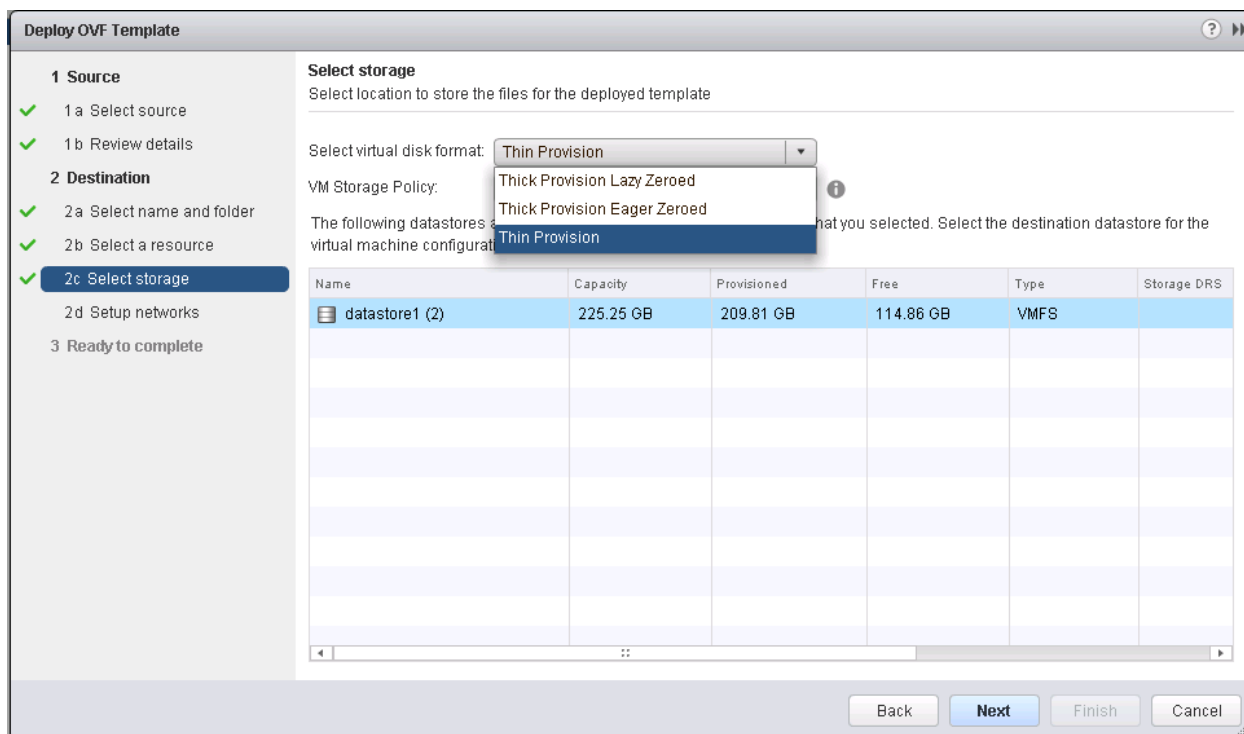 Deploy OVF Template
1 Source
1a Select source
1b Review details
2 Destination
2a Select name and folder
2b Select a resource
2c Select storage
2d Setup networks
3 Ready to complete
Select storage
Select location to store the files for the deployed template
Select virtual disk format: Thin Provision
Thick Provision Lazy Zeroed
Thick Provision Eager Zeroed
Thin Provision
VM Storage Policy:
The following datastores a hat you selected. Select the destination datastore for the
virtual machine configurati
Name Capacity Provisioned Free Type Storage DRS
datastore1 (2) 225.25 GB 209.81 GB 114.86 GB VMFS
Back Next Finish Cancel